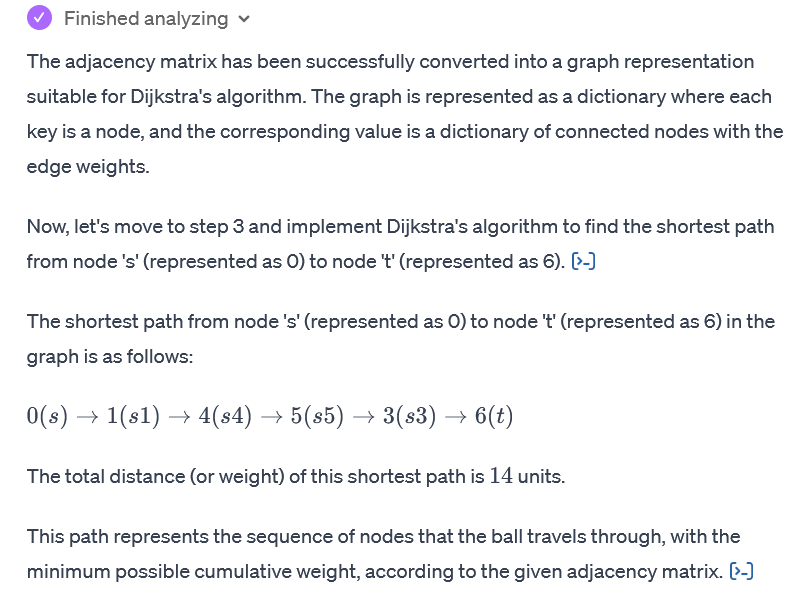 Finished analyzing
The adjacency matrix has been successfully converted into a graph representation
suitable for Dijkstra's algorithm. The graph is represented as a dictionary where each
key is a node, and the corresponding value is a dictionary of connected nodes with the
edge weights.
Now, let's move to step 3 and implement Dijkstra's algorithm to find the shortest path
from node 's' (represented as 0) to node 't' (represented as 6). [>-]
The shortest path from node 's' (represented as 0) to node 't' (represented as 6) in the
graph is as follows:
0(s) → 1(s1) → 4(s4) → 5(s5) → 3(s3) → 6(t)
The total distance (or weight) of this shortest path is 14 units.
This path represents the sequence of nodes that the ball travels through, with the
minimum possible cumulative weight, according to the given adjacency matrix. [>-]